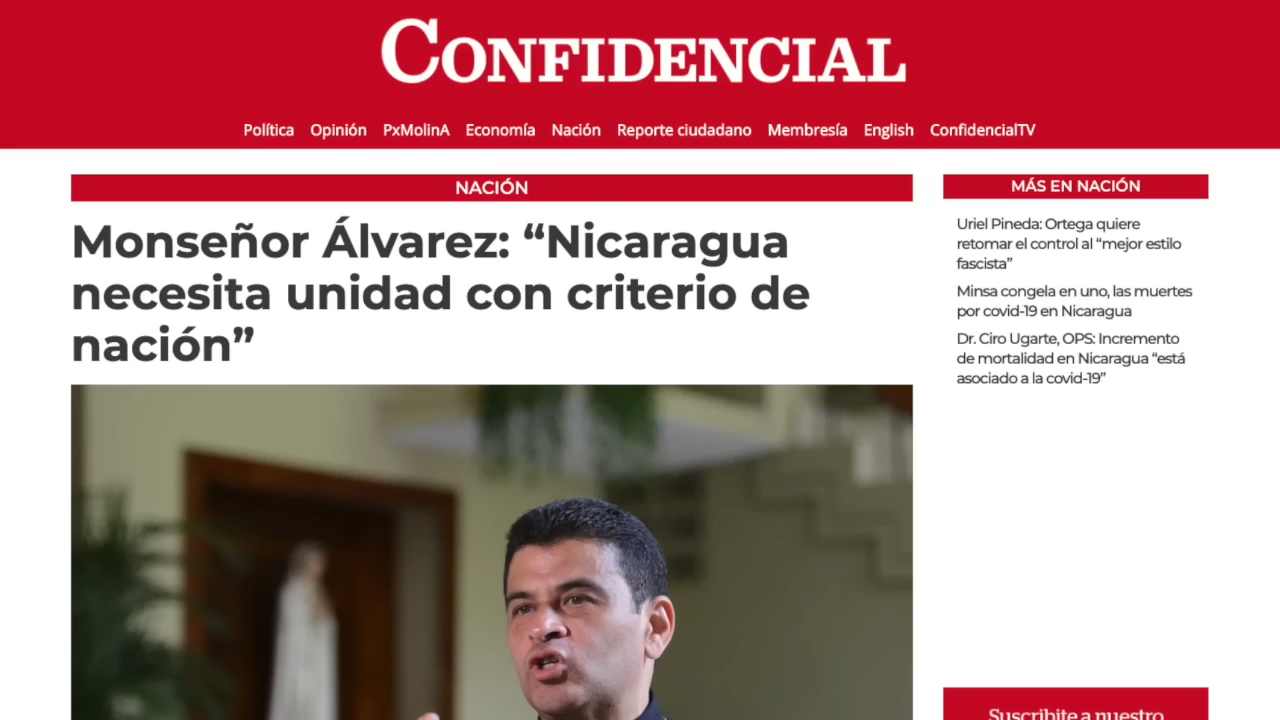 CONFIDENCIAL
Política Opinión PxMolinA Economía Nación Reporte ciudadano Membresía English ConfidencialTV
NACIÓN
Monseñor Álvarez: “Nicaragua
necesita unidad con criterio de
nación”
MÁS EN NACIÓN
Uriel Pineda: Ortega quiere
retomar el control al “mejor estilo
fascista”
Minsa congela en uno, las muertes
por covid-19 en Nicaragua
Dr. Ciro Ugarte, OPS: Incremento
de mortalidad en Nicaragua “está
asociado a la covid-19”
Suscribite a nuestro